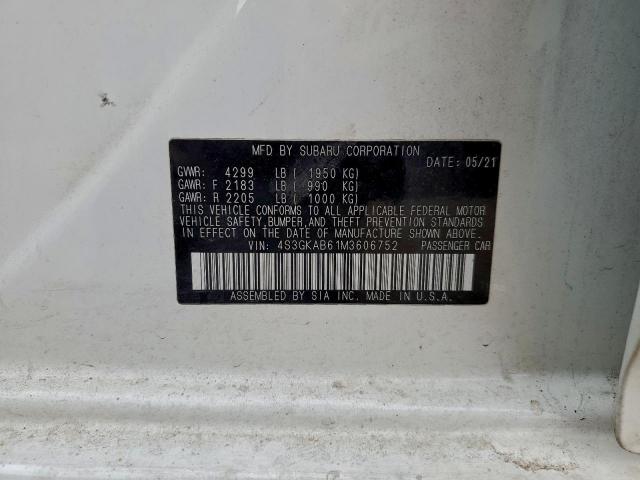 MFD BY SUBARU CORPORATION
DATE: 05/21
GVWR: 4299 LB ( 1950 KG)
GAWR: F 2183 LB ( 990 KG)
GAWR: R 2205 LB ( 1000 KG)
THIS VEHICLE CONFORMS TO ALL APPLICABLE FEDERAL MOTOR
VEHICLE SAFETY,BUMPER,AND THEFT PREVENTION STANDARDS
IN EFFECT ON THE DATE OF MANUFACTURE SHOWN ABOVE.
VIN: 4S3GKAB61M3606752 PASSENGER CAR
ASSEMBLED BY SIA INC. MADE IN U.S.A.